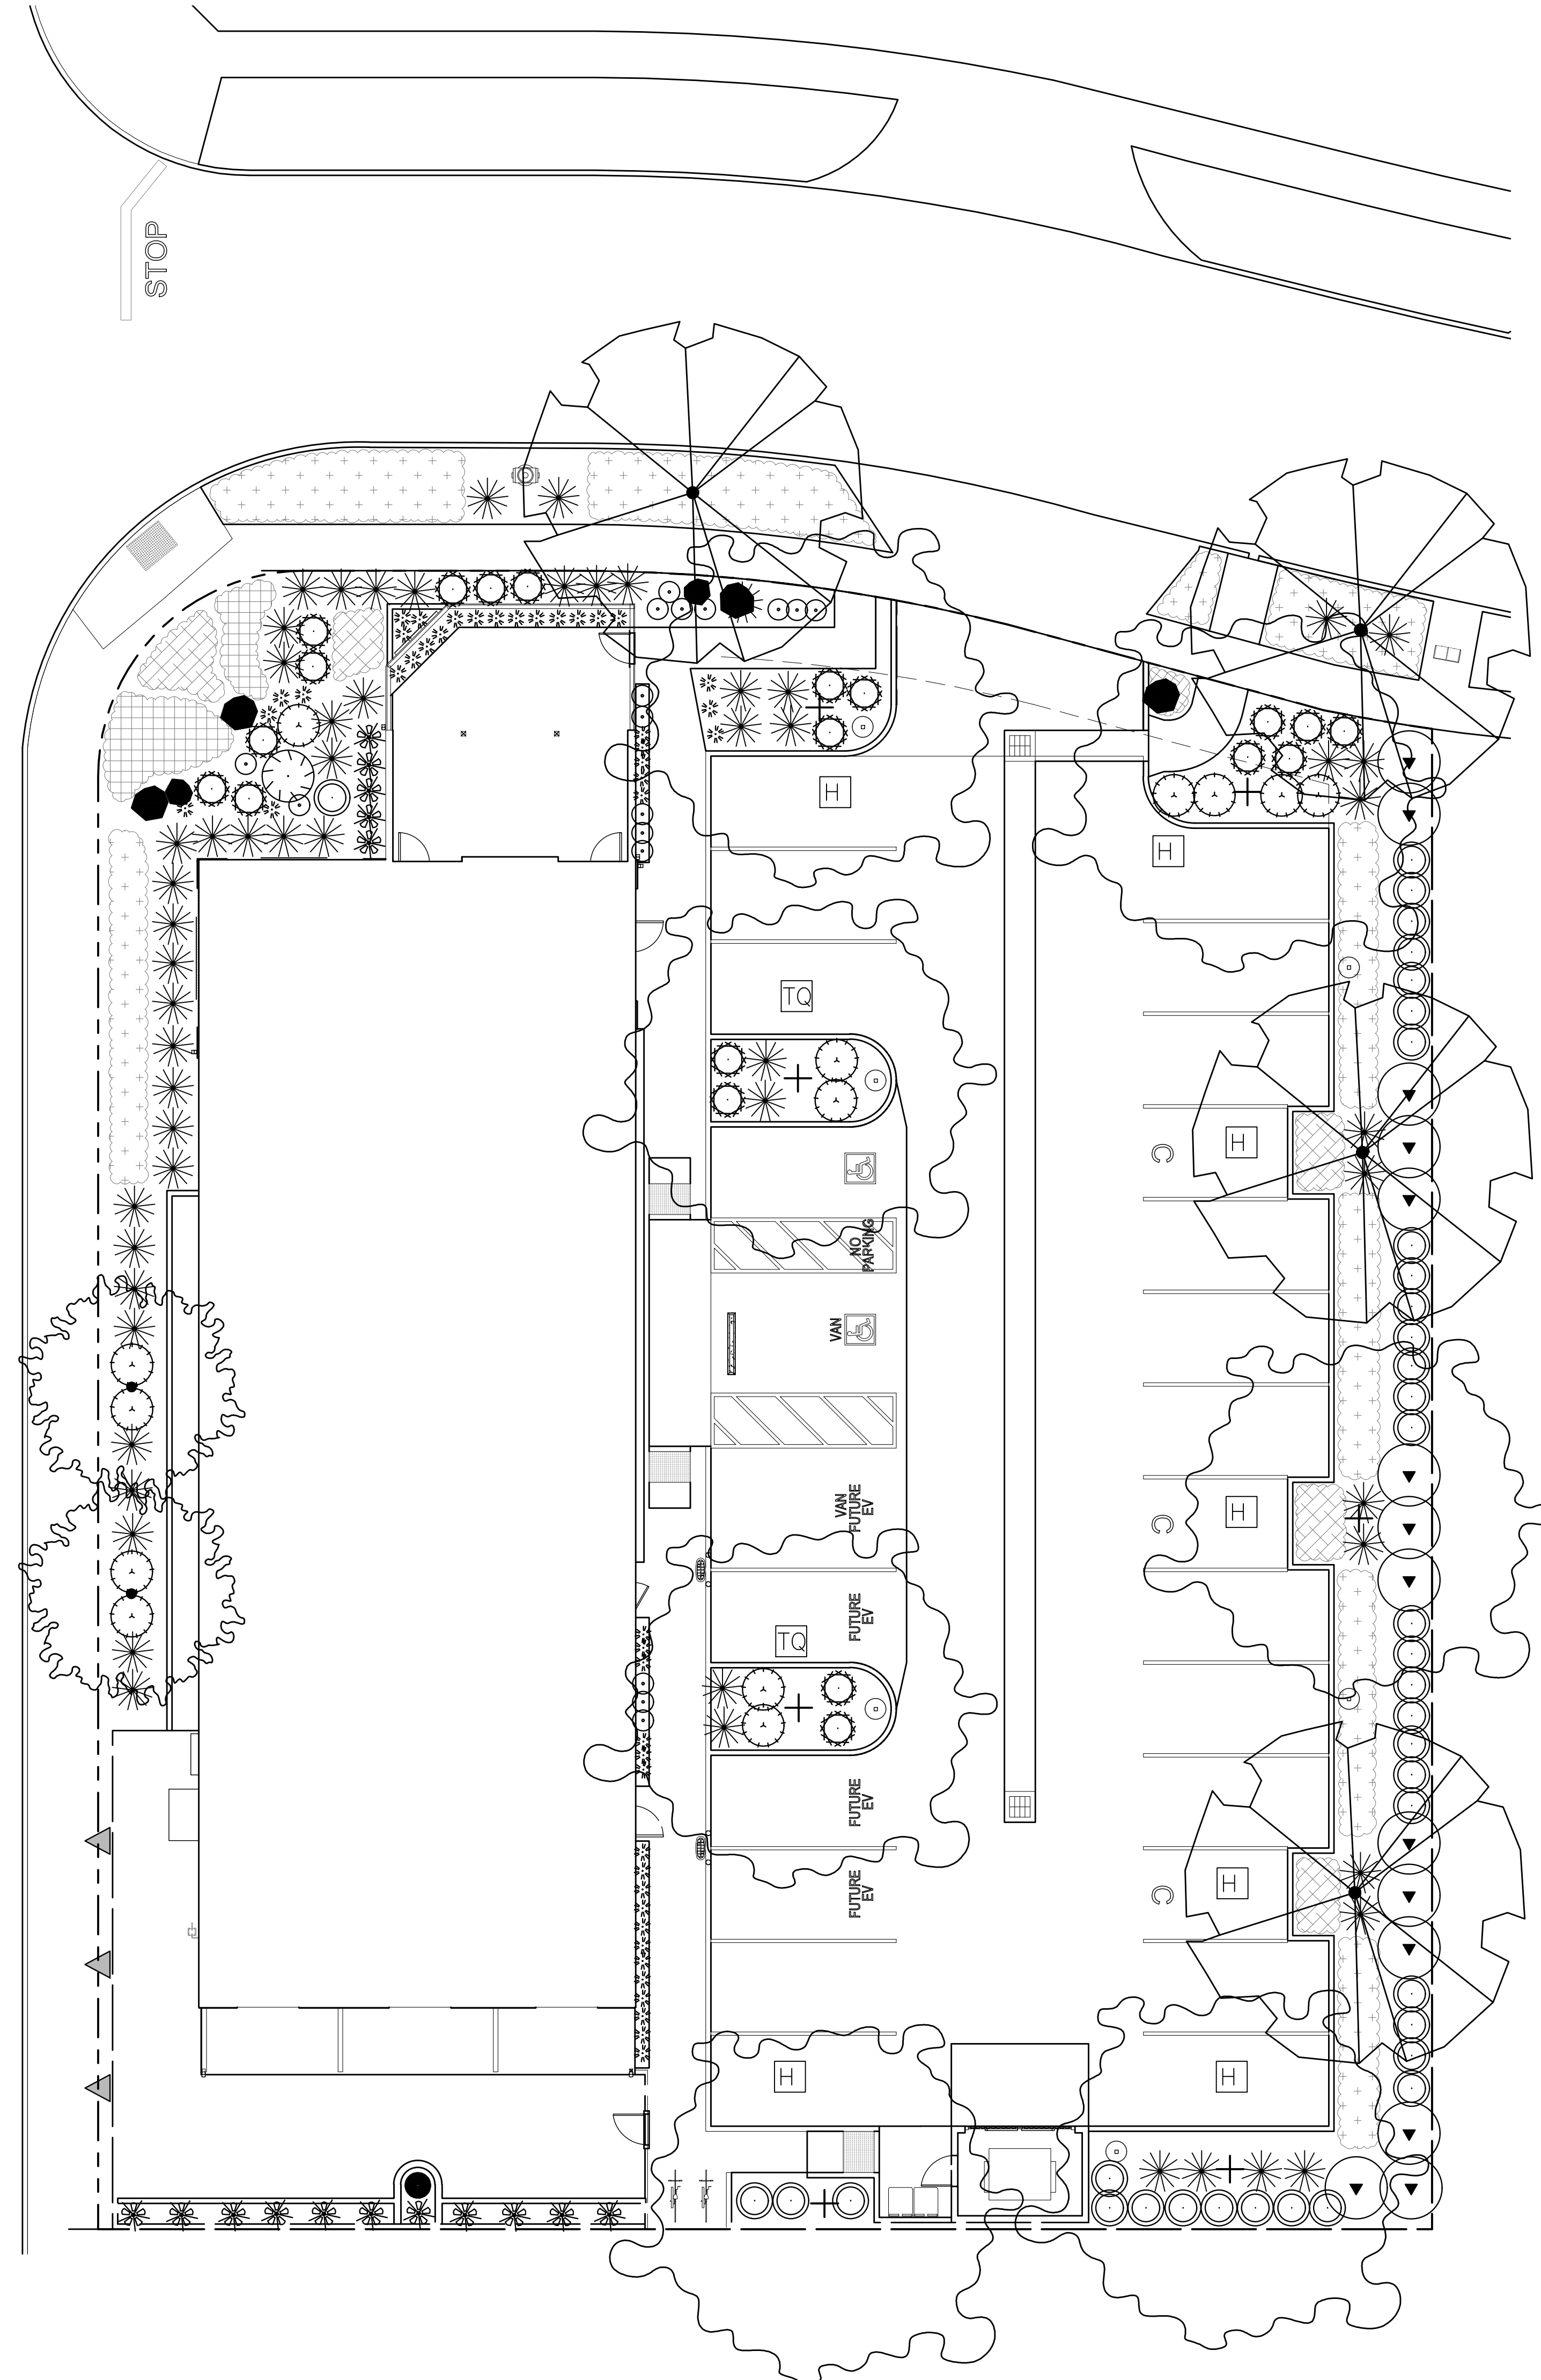 STOP
H
H
TQ
C
H
NO
PARKING
VAN
VAN
FUTURE
EV
C
H
FUTURE
EV
TQ
FUTURE
EV
FUTURE
EV
C
H
H
H